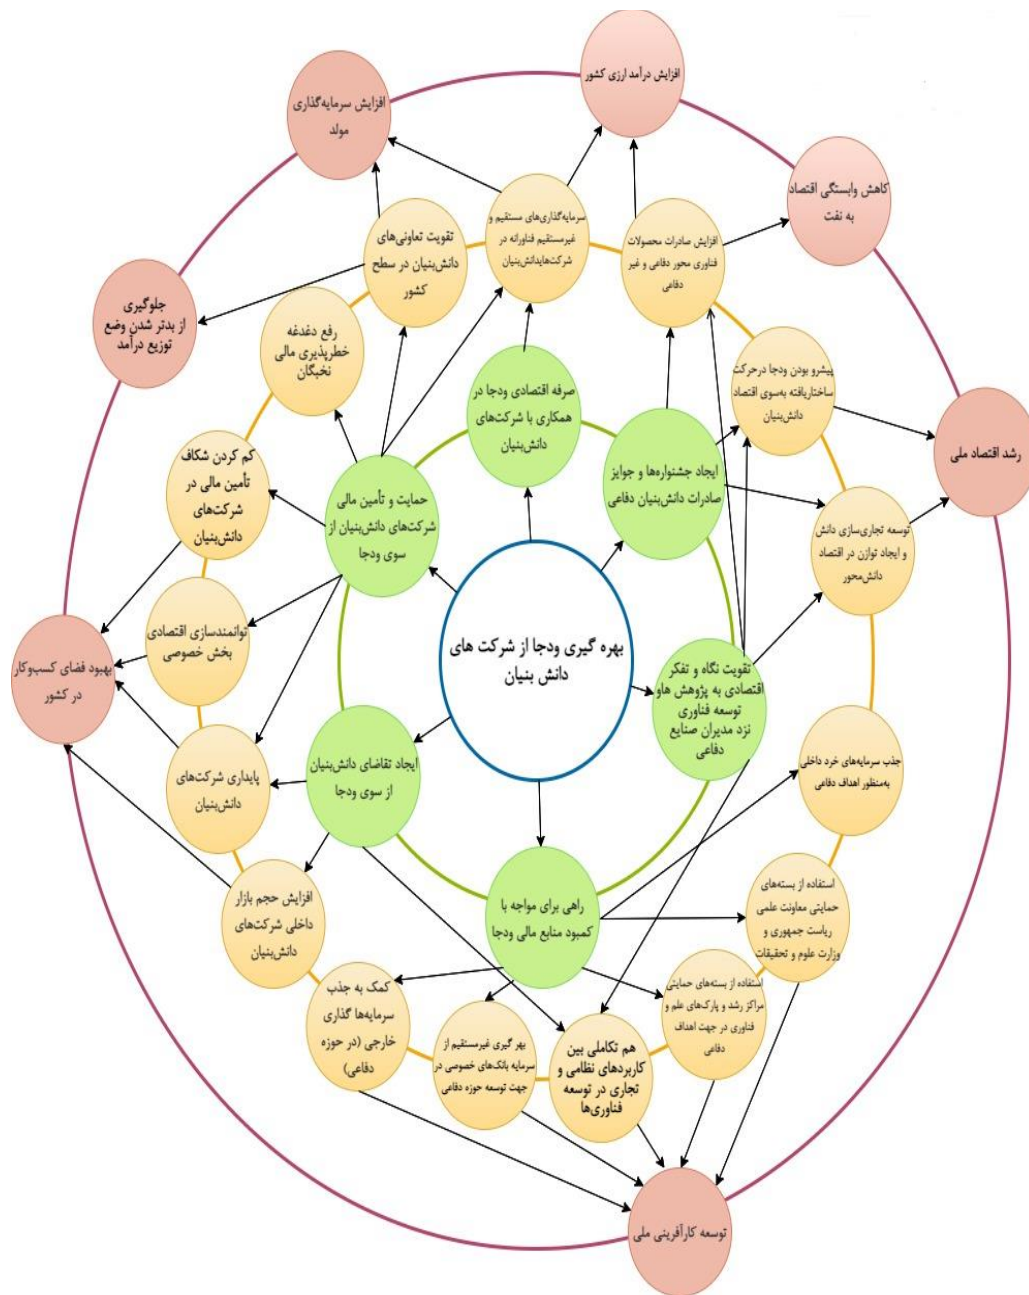 افزایش درآمد ارزی کشور
افزایش سرمایه‌گذاری
مولد
کاهش وابستگی اقتصاد
به نفت
سرمایه‌گذاری‌های مستقیم و
غیرمستقیم فناورانه در
شرکت‌هایدانش‌بنیان
افزایش صادرات محصولات
فناوری محور دفاعی و غیر
دفاعی
تقویت تعاونی‌های
دانش‌بنیان در سطح
کشور
جلوگیری
از بدتر شدن وضع
توزیع درآمد
رفع دغدغه
خطرپذیری مالی
نخبگان
پیشرو بودن ودجا درحرکت
ساختاریافته به‌سوی اقتصاد
دانش‌بنیان
صرفه اقتصادی ودجا در
همکاری با شرکت‌های
دانش‌بنیان
رشد اقتصاد ملی
کم کردن شکاف
تأمین مالی در
شرکت‌های
دانش‌بنیان
ایجاد جشنواره‌ها و جوایز
صادرات دانش‌بنیان دفاعی
حمایت و تأمین مالی
شرکت‌های دانش‌بنیان از
سوی ودجا
توسعه تجاری‌سازی دانش
و ایجاد توازن در اقتصاد
دانش‌محور
توانمندسازی اقتصادی
بخش خصوصی
بهره گیری ودجا از شرکت های
دانش بنیان
بهبود فضای کسب‌وکار
در کشور
تقویت نگاه و تفکر
اقتصادی به پژوهش هاو
توسعه فناوری
نزد مدیران صنایع
دفاعی
ایجاد تقاضای دانش‌بنیان
از سوی ودجا
پایداری شرکت‌های
دانش‌بنیان
جذب سرمایه‌های خرد داخلی
به‌منظور اهداف دفاعی
راهی برای مواجه با
کمبود منابع مالی ودجا
افزایش حجم بازار
داخلی شرکت‌های
دانش‌بنیان
استفاده از بسته‌های
حمایتی معاونت علمی
ریاست جمهوری و
وزارت علوم و تحقیقات
استفاده از بسته‌های حمایتی
مراکز رشد و پارک‌های علم و
فناوری در جهت اهداف
دفاعی
کمک به جذب
سرمایه‌ها گذاری
خارجی (در حوزه
دفاعی)
بهر گیری غیرمستقیم از
سرمایه بانک‌های خصوصی در
جهت توسعه حوزه دفاعی
هم تکاملی بین
کاربردهای نظامی و
تجاری در توسعه
فناوری‌ها
توسعه کارآفرینی ملی